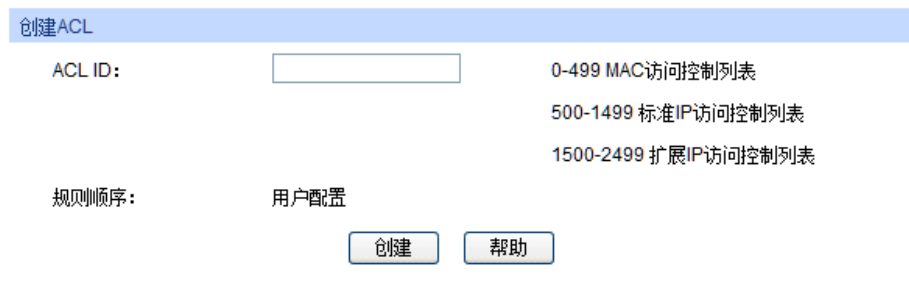 创建ACL
ACL ID： 0-499 MAC访问控制列表
500-1499 标准IP访问控制列表
1500-2499 扩展IP访问控制列表
规则顺序： 用户配置
创建 帮助